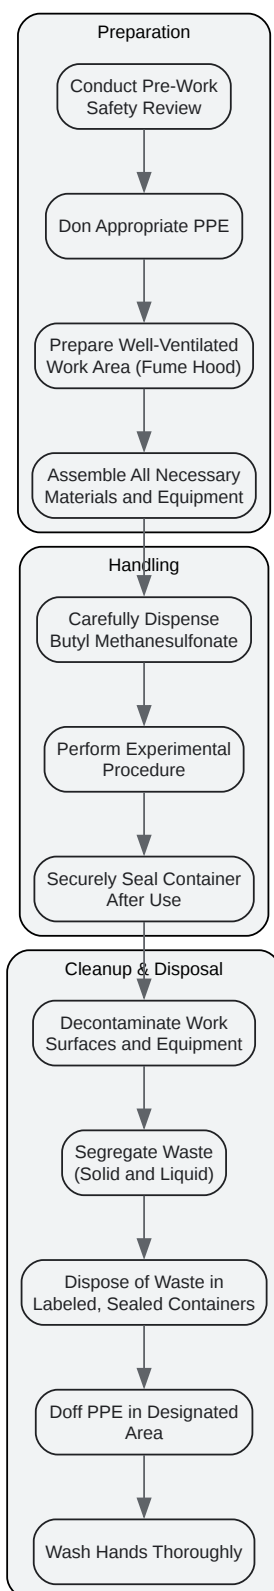 Preparation
Conduct Pre-Work
Safety Review
Don Appropriate PPE
Prepare Well-Ventilated
Work Area (Fume Hood)
Assemble All Necessary
Materials and Equipment
Handling
Carefully Dispense
Butyl Methanesulfonate
Perform Experimental
Procedure
Securely Seal Container
After Use
Cleanup & Disposal
Decontaminate Work
Surfaces and Equipment
Segregate Waste
(Solid and Liquid)
Dispose of Waste in
Labeled, Sealed Containers
Doff PPE in Designated
Area
Wash Hands Thoroughly